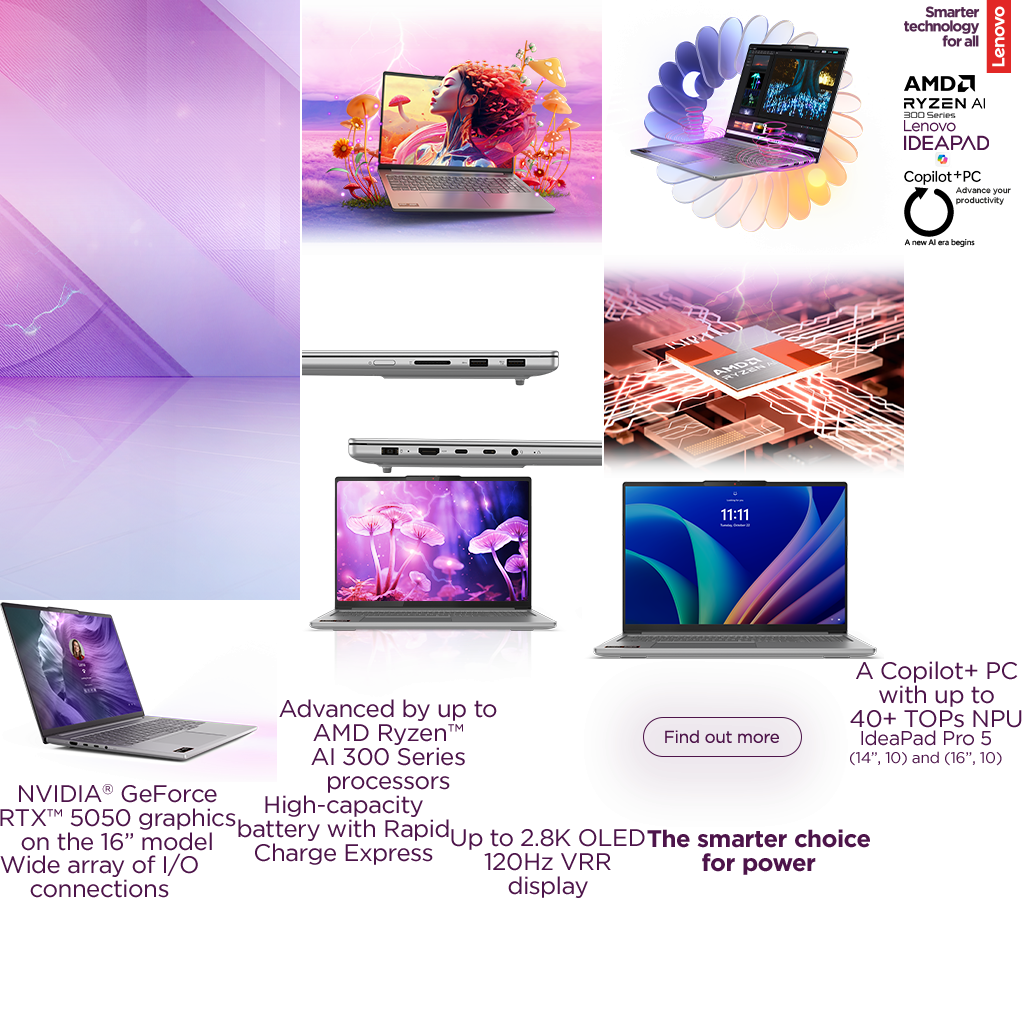 Smarter
technology
for all
Lenovo
AMD
RYZEN AI
300 Series
Lenovo
IDEAPAD
Copilot+PC
Advance your
productivity
A new AI era begins
AMD
RYZEN AI
11:11
Tuesday, October 22
A Copilot+ PC
with up to
40+ TOPs NPU
IdeaPad Pro 5
(14”, 10) and (16”, 10)
Find out more
Advanced by up to
AMD Ryzen™
AI 300 Series
processors
NVIDIA® GeForce
RTX™ 5050 graphics
on the 16” model
Wide array of I/O
connections
High-capacity
battery with Rapid
Charge Express
Up to 2.8K OLED
120Hz VRR
display
The smarter choice
for power